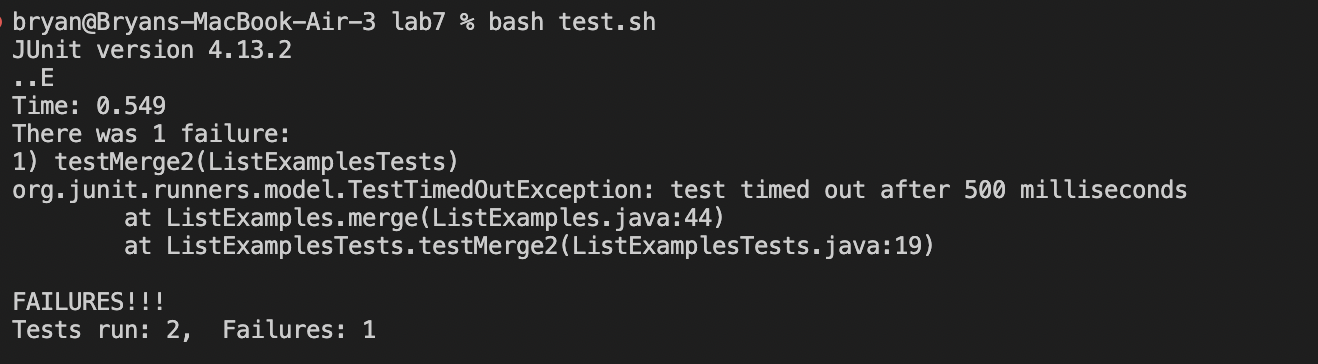 bryan@Bryans-MacBook-Air-3 lab7 % bash test.sh
JUnit version 4.13.2
..E
Time: 0.549
There was 1 failure:
1) testMerge2(ListExamplesTests)
org.junit.runners.model.TestTimedOutException: test timed out after 500 milliseconds
        at ListExamples.merge(ListExamples.java:44)
        at ListExamplesTests.testMerge2(ListExamplesTests.java:19)

FAILURES!!!
Tests run: 2,  Failures: 1